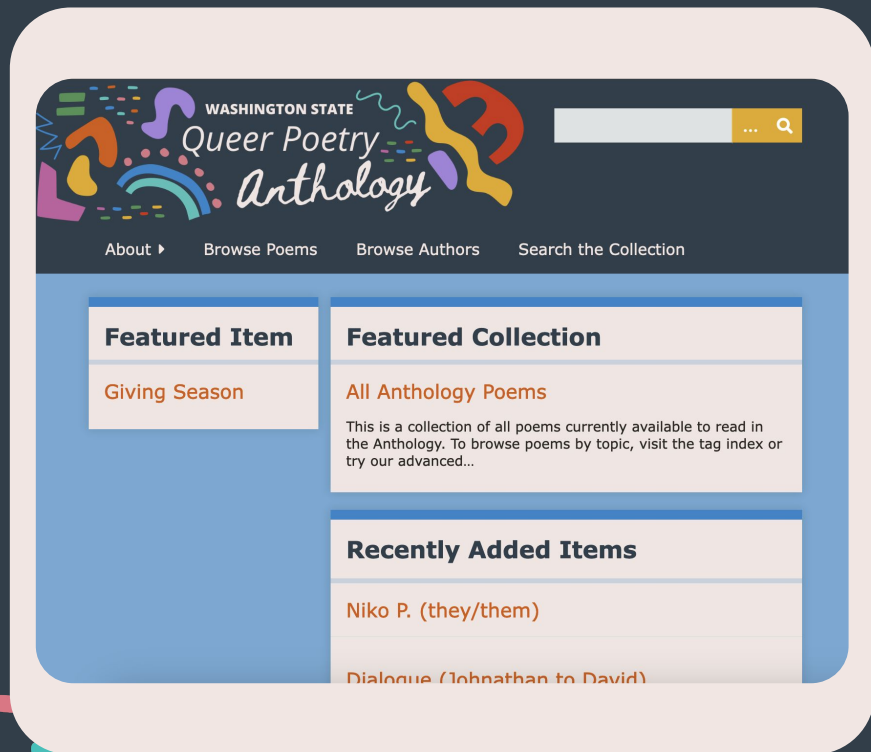 WASHINGTON STATE
Queer Poetry
Anthology
...
About
Browse Poems
Browse Authors
Search the Collection
Featured Item
Giving Season
Featured Collection
All Anthology Poems
This is a collection of all poems currently available to read in
the Anthology. To browse poems by topic, visit the tag index or
try our advanced…
Recently Added Items
Niko P. (they/them)
Dialogue (Johnathan to David)